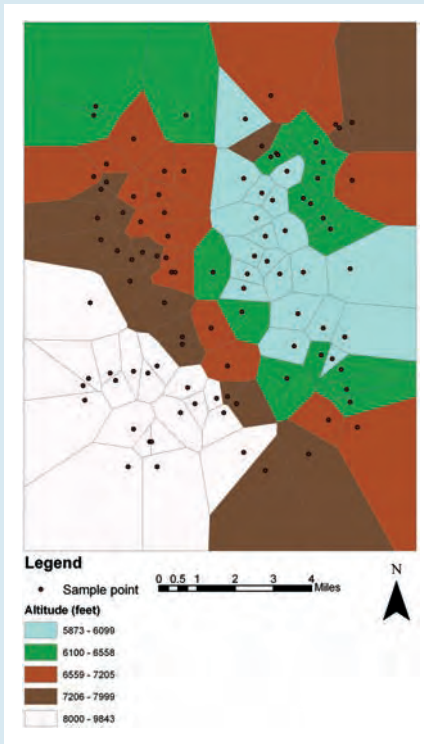 Legend
Sample point
0 0.5 1 2 3 4
Miles
N
Altitude (feet)
5873 - 6099
6100 - 6558
6559 - 7205
7206 - 7999
8000 - 9843